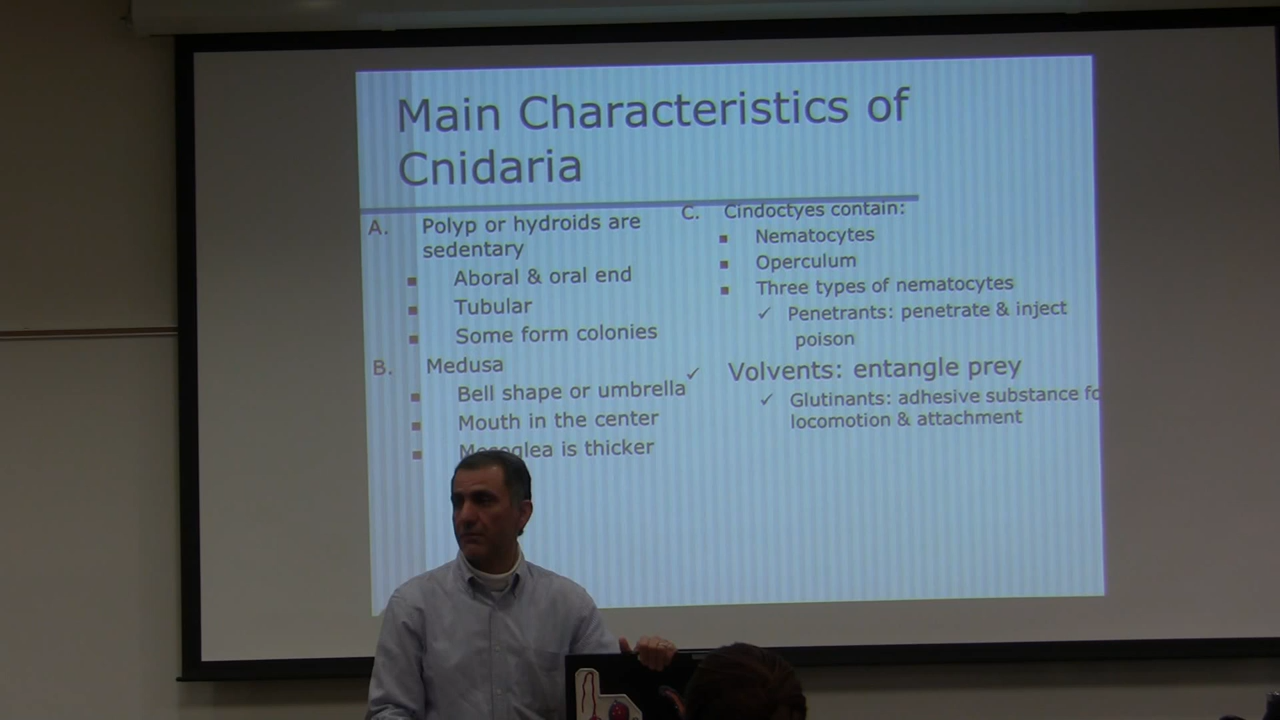 Main Characteristics of
Cnidaria
A. Polyp or hydroids are
sedentary
Aboral & oral end
Tubular
Some form colonies
B. Medusa
Bell shape or umbrella
Mouth in the center
is thicker
C. Cindoctyes contain:
Nematocytes
Operculum
Three types of nematocytes
✓ Penetrants: penetrate & inject
poison
✓ Volvents: entangle prey
✓ Glutinants: adhesive substance
locomotion & attachment